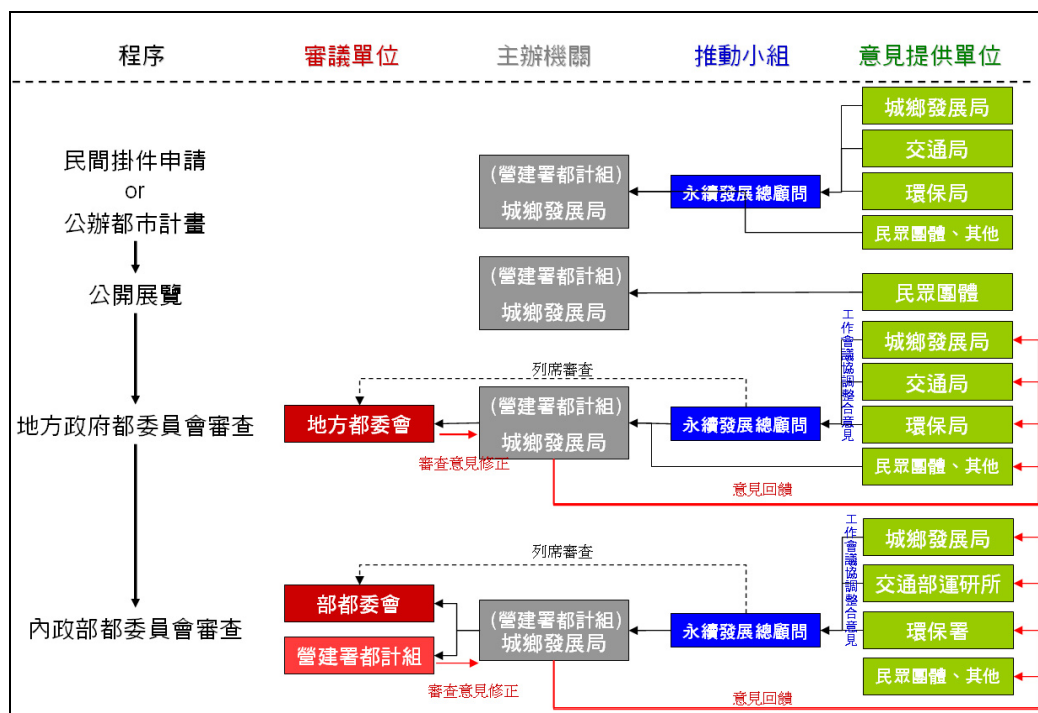 程序
審議單位
主辦機關
推動小組
意見提供單位
民間掛件申請
or
公辦都市計畫
(營建署都計組)
城鄉發展局
永續發展總顧問
城鄉發展局
交通局
環保局
民眾團體、其他
公開展覽
(營建署都計組)
城鄉發展局
民眾團體
地方政府都委員會審查
列席審查
地方都委會
審查意見修正
(營建署都計組)
城鄉發展局
永續發展總顧問
工作會議協調整合意見
城鄉發展局
交通局
環保局
民眾團體、其他
意見回饋
內政部都委員會審查
列席審查
部都委會
營建署都計組
審查意見修正
(營建署都計組)
城鄉發展局
永續發展總顧問
工作會議協調整合意見
城鄉發展局
交通部運研所
環保署
民眾團體、其他
意見回饋